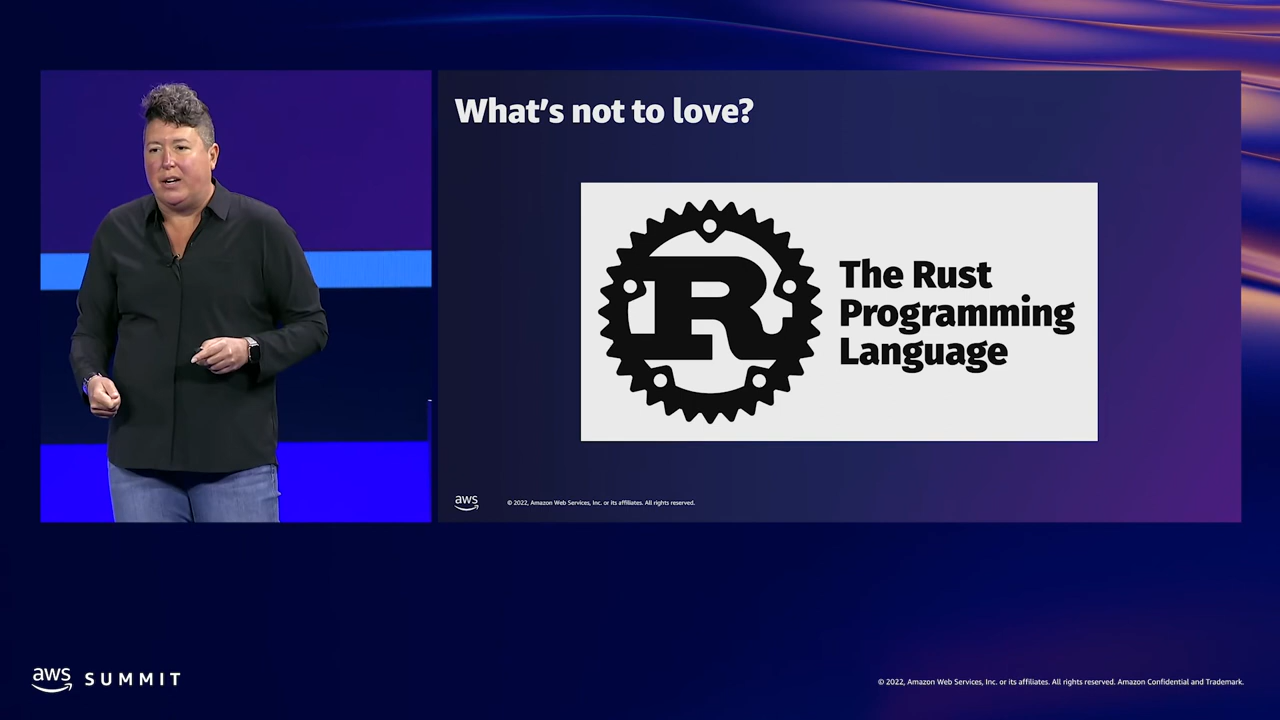 What's not to love?
R
The Rust
Programming
Language
aws
© 2022, Amazon Web Services, Inc. or its affiliates. All rights reserved.
aws SUMMIT
© 2022, Amazon Web Services, Inc. or its affiliates. All rights reserved. Amazon Confidential and Trademark.